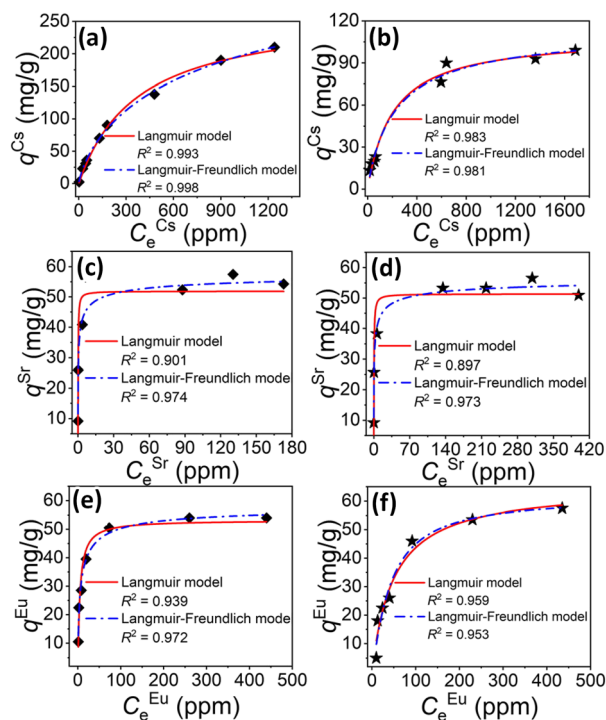 (a)
250
200
150
100
50
0
q^Cs (mg/g)
Langmuir model
R² = 0.993
Langmuir-Freundlich model
R² = 0.998
0 300 600 900 1200
C_e^Cs (ppm)
(b)
120
90
60
30
0
q^Cs (mg/g)
Langmuir model
R² = 0.983
Langmuir-Freundlich model
R² = 0.981
0 400 800 1200 1600
C_e^Cs (ppm)
(c)
60
50
40
30
20
10
q^Sr (mg/g)
Langmuir model
R² = 0.901
Langmuir-Freundlich model
R² = 0.974
0 30 60 90 120 150 180
C_e^Sr (ppm)
(d)
60
50
40
30
20
10
q^Sr (mg/g)
Langmuir model
R² = 0.897
Langmuir-Freundlich model
R² = 0.973
0 70 140 210 280 350 420
C_e^Sr (ppm)
(e)
60
50
40
30
20
10
q^Eu (mg/g)
Langmuir model
R² = 0.939
Langmuir-Freundlich model
R² = 0.972
0 100 200 300 400 500
C_e^Eu (ppm)
(f)
60
50
40
30
20
10
0
q^Eu (mg/g)
Langmuir model
R² = 0.959
Langmuir-Freundlich model
R² = 0.953
0 100 200 300 400 500
C_e^Eu (ppm)